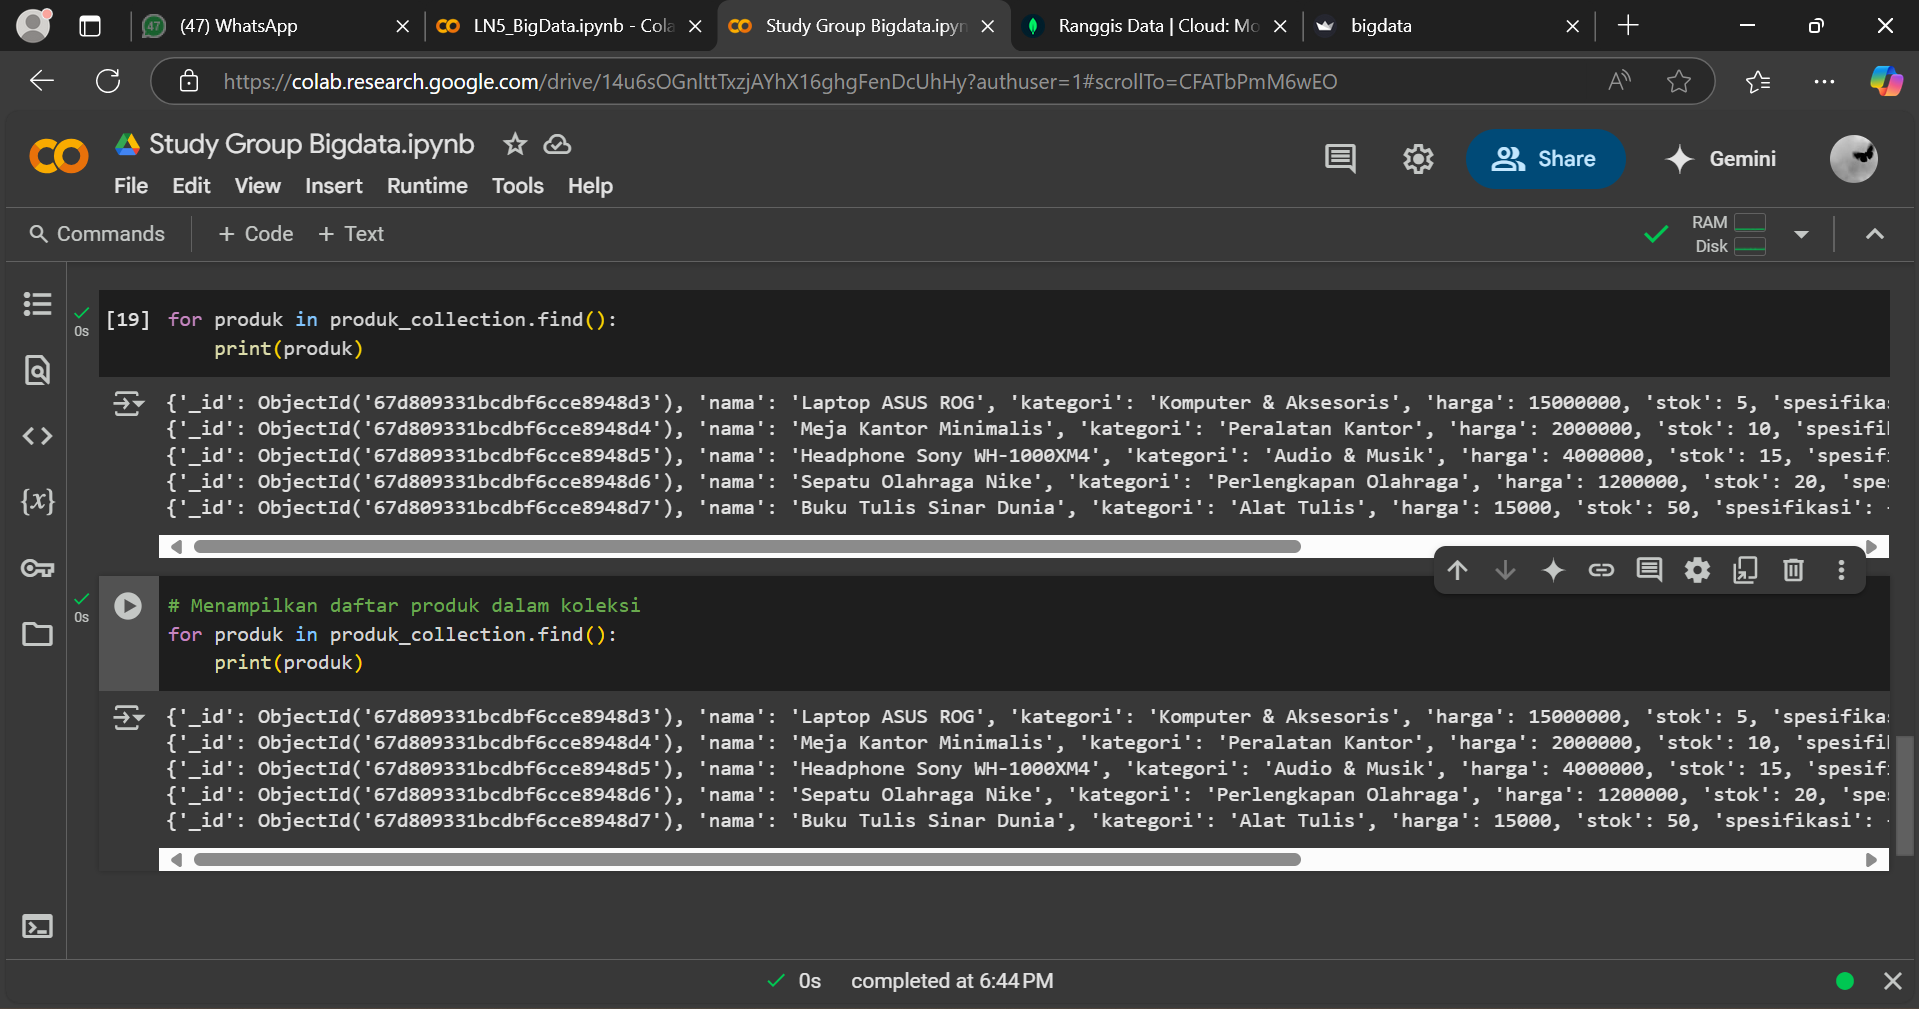 (47) WhatsApp
LN5_BigData.ipynb - Cola
Study Group Bigdata.ipyn
Ranggis Data | Cloud: Mo
bigdata
https://colab.research.google.com/drive/14u6sOGnlttTxzjAYhX16ghgFenDcUhHy?authuser=1#scrollTo=CFATbPmM6wEO
Study Group Bigdata.ipynb
Share
Gemini
File Edit View Insert Runtime Tools Help
Commands + Code + Text
RAM
Disk
[19] for produk in produk_collection.find():
0s
print(produk)
{'_id': ObjectId('67d809331bcdbf6cce8948d3'), 'nama': 'Laptop ASUS ROG', 'kategori': 'Komputer & Aksesoris', 'harga': 15000000, 'stok': 5, 'spesifika
{'_id': ObjectId('67d809331bcdbf6cce8948d4'), 'nama': 'Meja Kantor Minimalis', 'kategori': 'Peralatan Kantor', 'harga': 2000000, 'stok': 10, 'spesifi
{'_id': ObjectId('67d809331bcdbf6cce8948d5'), 'nama': 'Headphone Sony WH-1000XM4', 'kategori': 'Audio & Musik', 'harga': 4000000, 'stok': 15, 'spesif
{'_id': ObjectId('67d809331bcdbf6cce8948d6'), 'nama': 'Sepatu Olahraga Nike', 'kategori': 'Perlengkapan Olahraga', 'harga': 1200000, 'stok': 20, 'spe
{'_id': ObjectId('67d809331bcdbf6cce8948d7'), 'nama': 'Buku Tulis Sinar Dunia', 'kategori': 'Alat Tulis', 'harga': 15000, 'stok': 50, 'spesifikasi':
0s
# Menampilkan daftar produk dalam koleksi
for produk in produk_collection.find():
print(produk)
{'_id': ObjectId('67d809331bcdbf6cce8948d3'), 'nama': 'Laptop ASUS ROG', 'kategori': 'Komputer & Aksesoris', 'harga': 15000000, 'stok': 5, 'spesifika
{'_id': ObjectId('67d809331bcdbf6cce8948d4'), 'nama': 'Meja Kantor Minimalis', 'kategori': 'Peralatan Kantor', 'harga': 2000000, 'stok': 10, 'spesifi
{'_id': ObjectId('67d809331bcdbf6cce8948d5'), 'nama': 'Headphone Sony WH-1000XM4', 'kategori': 'Audio & Musik', 'harga': 4000000, 'stok': 15, 'spesif
{'_id': ObjectId('67d809331bcdbf6cce8948d6'), 'nama': 'Sepatu Olahraga Nike', 'kategori': 'Perlengkapan Olahraga', 'harga': 1200000, 'stok': 20, 'spe
{'_id': ObjectId('67d809331bcdbf6cce8948d7'), 'nama': 'Buku Tulis Sinar Dunia', 'kategori': 'Alat Tulis', 'harga': 15000, 'stok': 50, 'spesifikasi':
0s completed at 6:44 PM